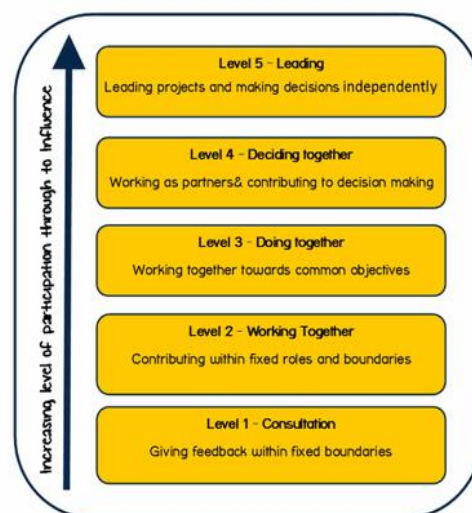 Increasing level of participation through to Influence
Level 5 - Leading
Leading projects and making decisions independently
Level 4 - Deciding together
Working as partners& contributing to decision making
Level 3 - Doing together
Working together towards common objectives
Level 2 - Working Together
Contributing within fixed roles and boundaries
Level 1 - Consultation
Giving feedback within fixed boundaries